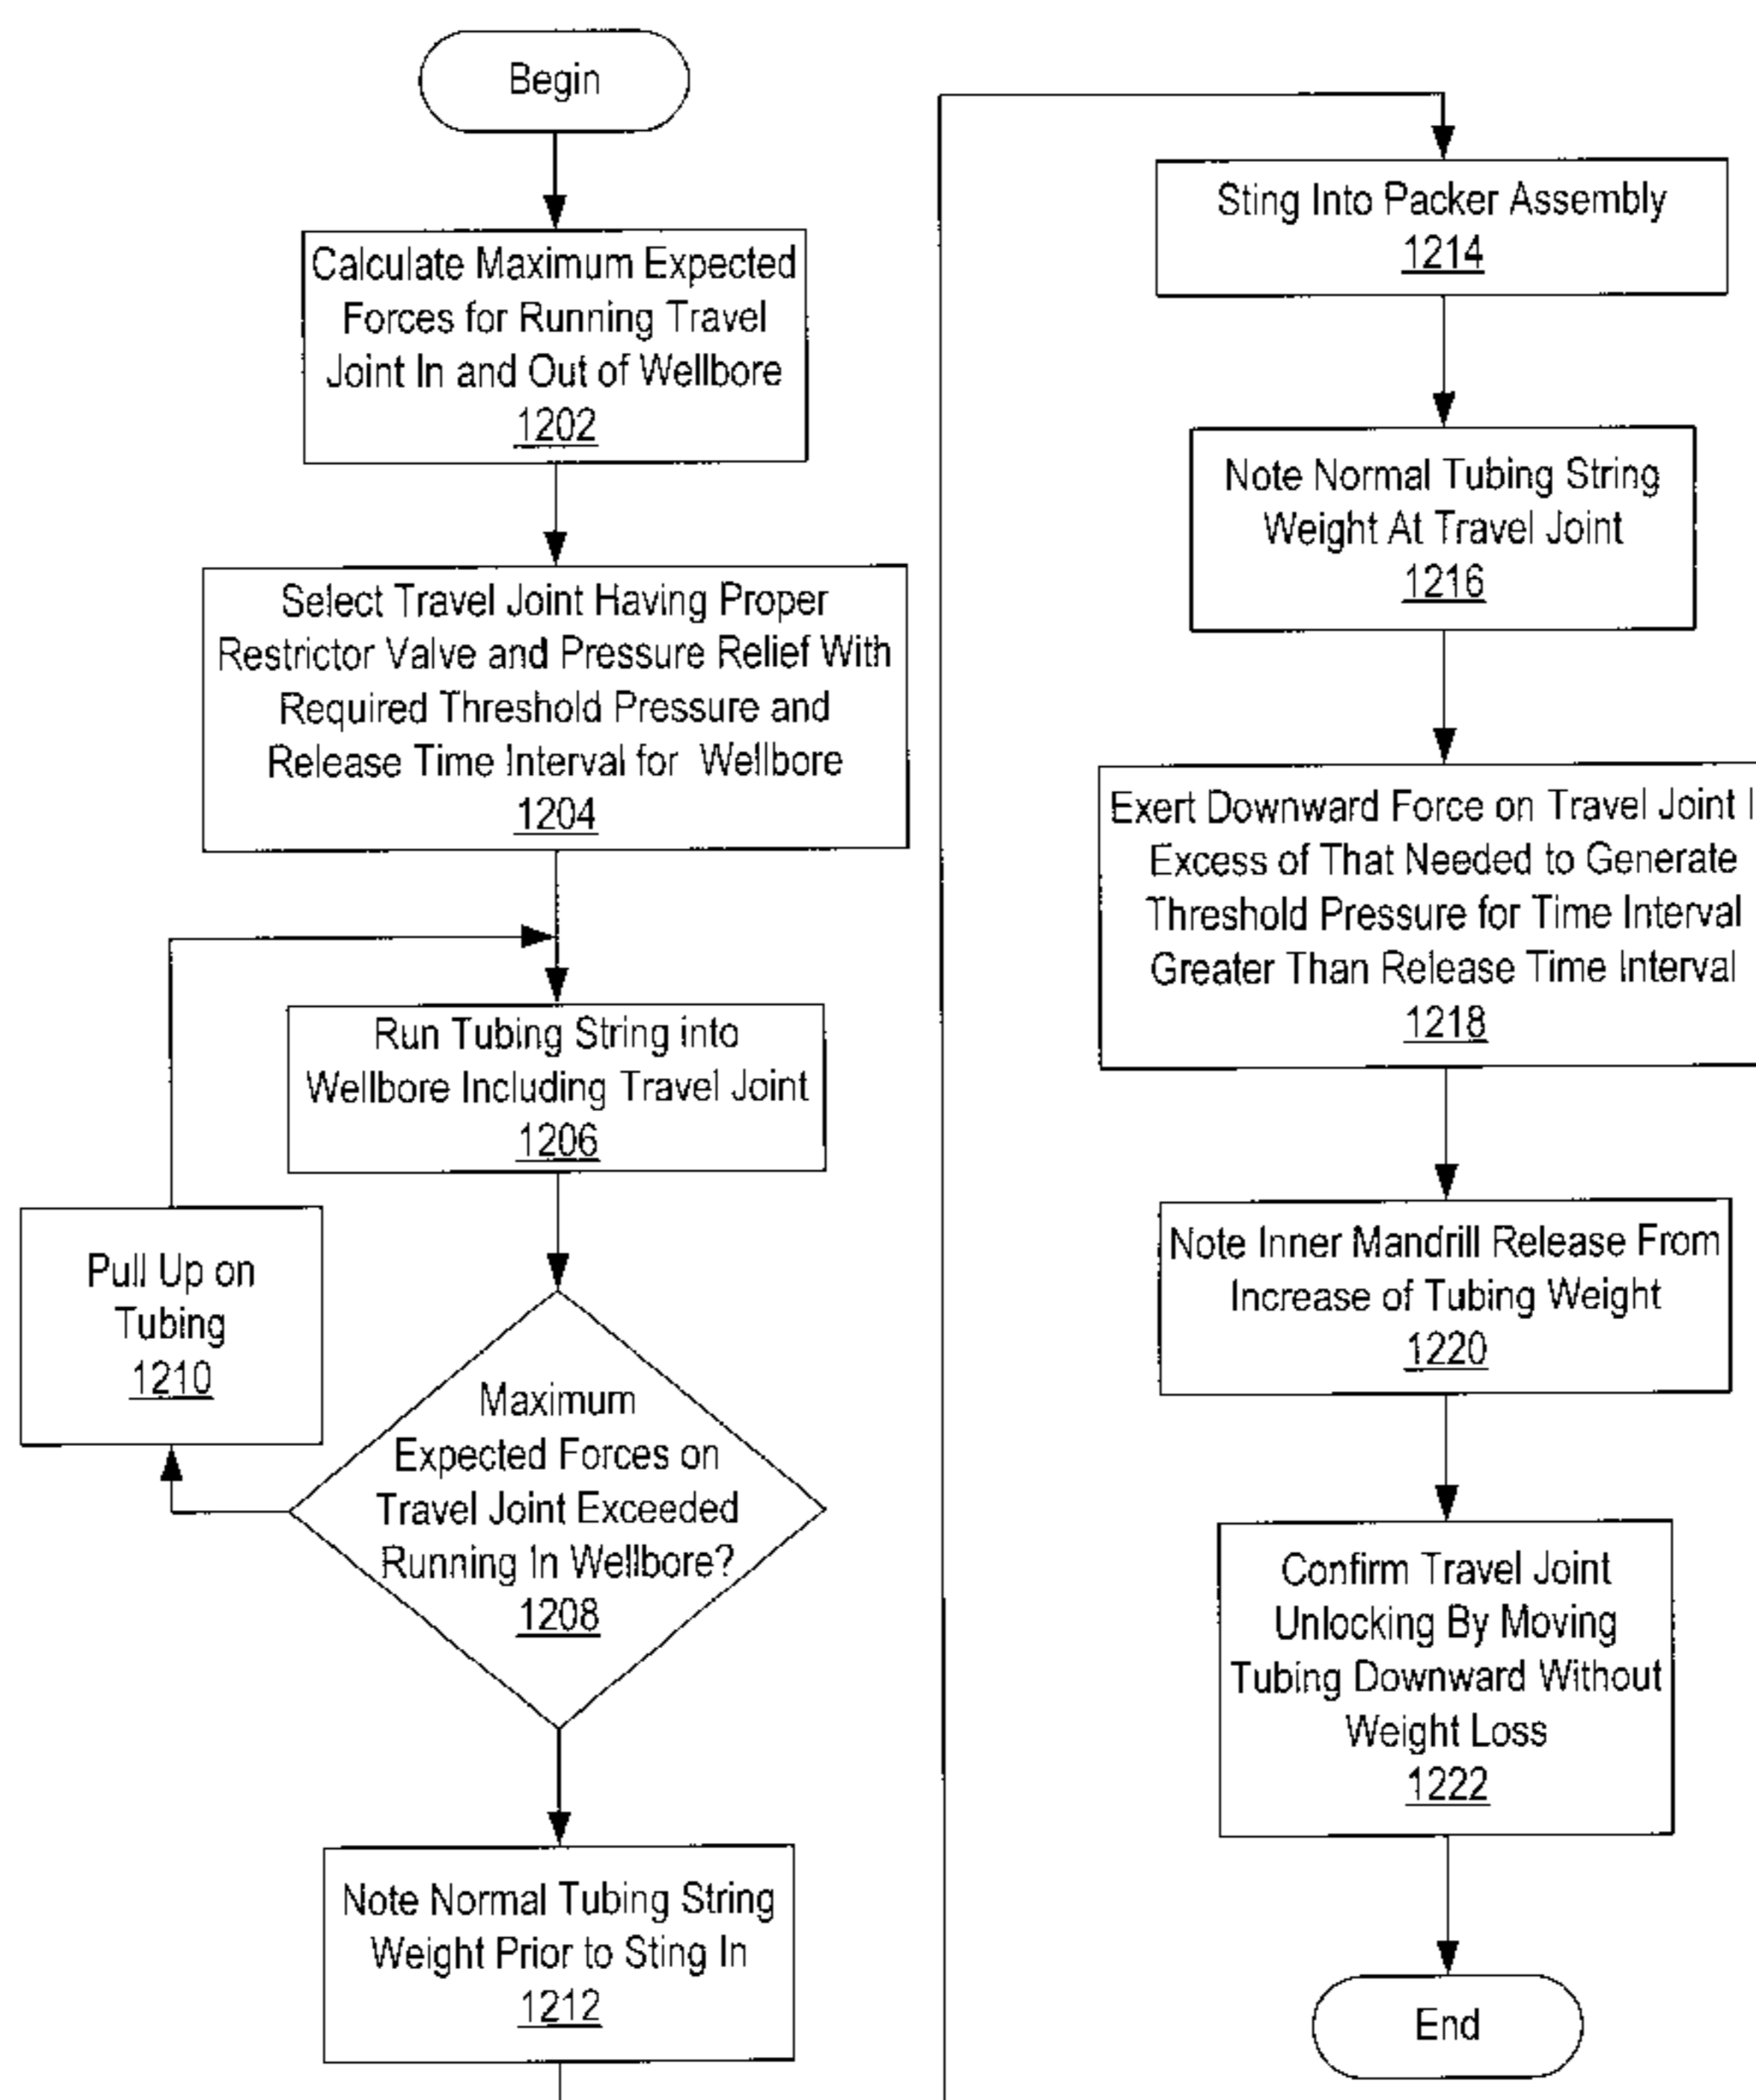 Begin
Calculate Maximum Expected
Forces for Running Travel
Joint In and Out of Wellbore
1202
Select Travel Joint Having Proper
Restrictor Valve and Pressure Relief With
Required Threshold Pressure and
Release Time Interval for Wellbore
1204
Run Tubing String into
Wellbore Including Travel Joint
1206
Pull Up on
Tubing
1210
Maximum
Expected Forces on
Travel Joint Exceeded
Running In Wellbore?
1208
Note Normal Tubing String
Weight Prior to Sting In
1212
Sting Into Packer Assembly
1214
Note Normal Tubing String
Weight At Travel Joint
1216
Exert Downward Force on Travel Joint
Excess of That Needed to Generate
Threshold Pressure for Time Interval
Greater Than Release Time Interval
1218
Note Inner Mandrill Release From
Increase of Tubing Weight
1220
Confirm Travel Joint
Unlocking By Moving
Tubing Downward Without
Weight Loss
1222
End